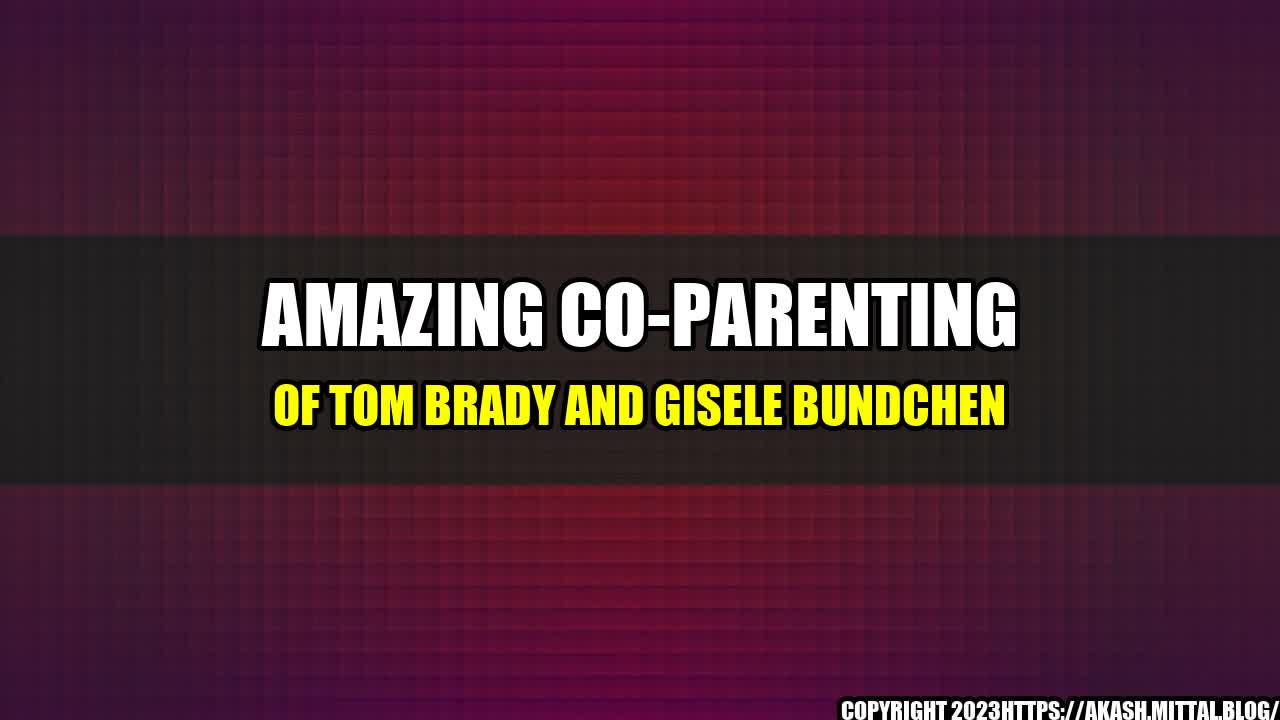 AMAZING CO-PARENTING
OF TOM BRADY AND GISELE BUNDCHEN
COPYRIGHT 2023HTTPS://AKASH.MITTAL.BLOG/